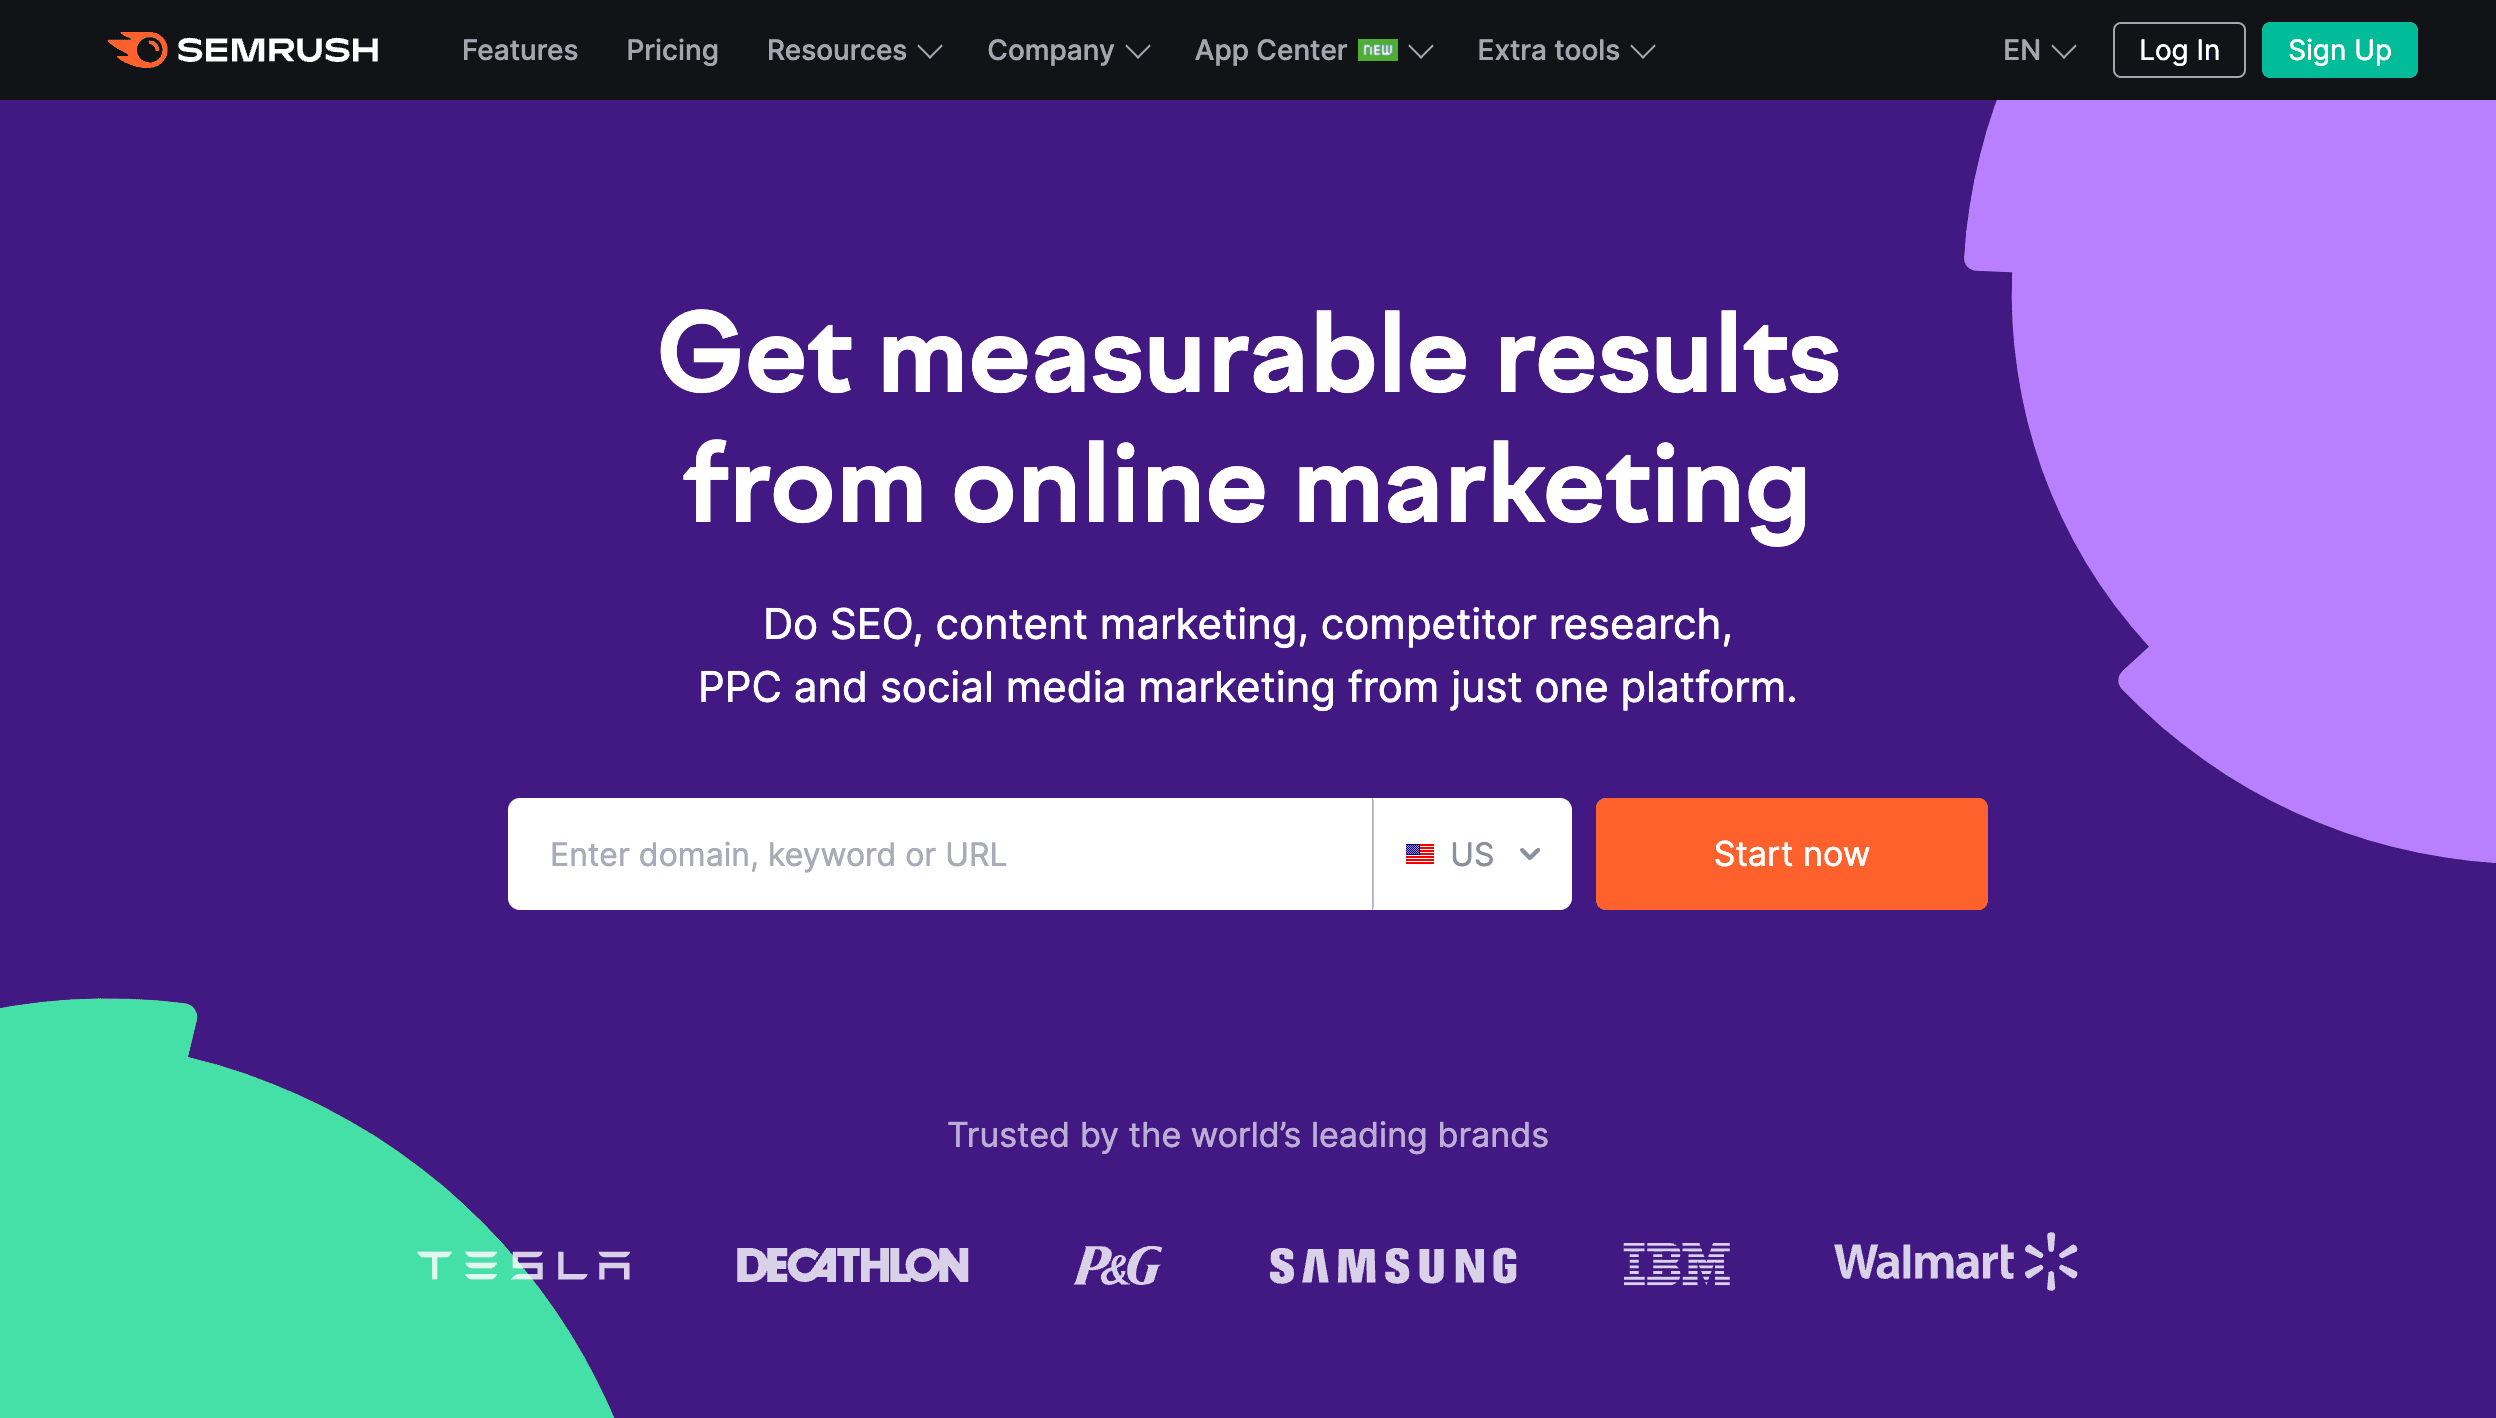 SEMRUSH Features Pricing Resources Company App Center new Extra tools EN Log In Sign Up
Get measurable results
from online marketing
Do SEO, content marketing, competitor research,
PPC and social media marketing from just one platform.
Enter domain, keyword or URL US Start now
Trusted by the world's leading brands
TESLA DECATHLON P&G SAMSUNG IBM Walmart